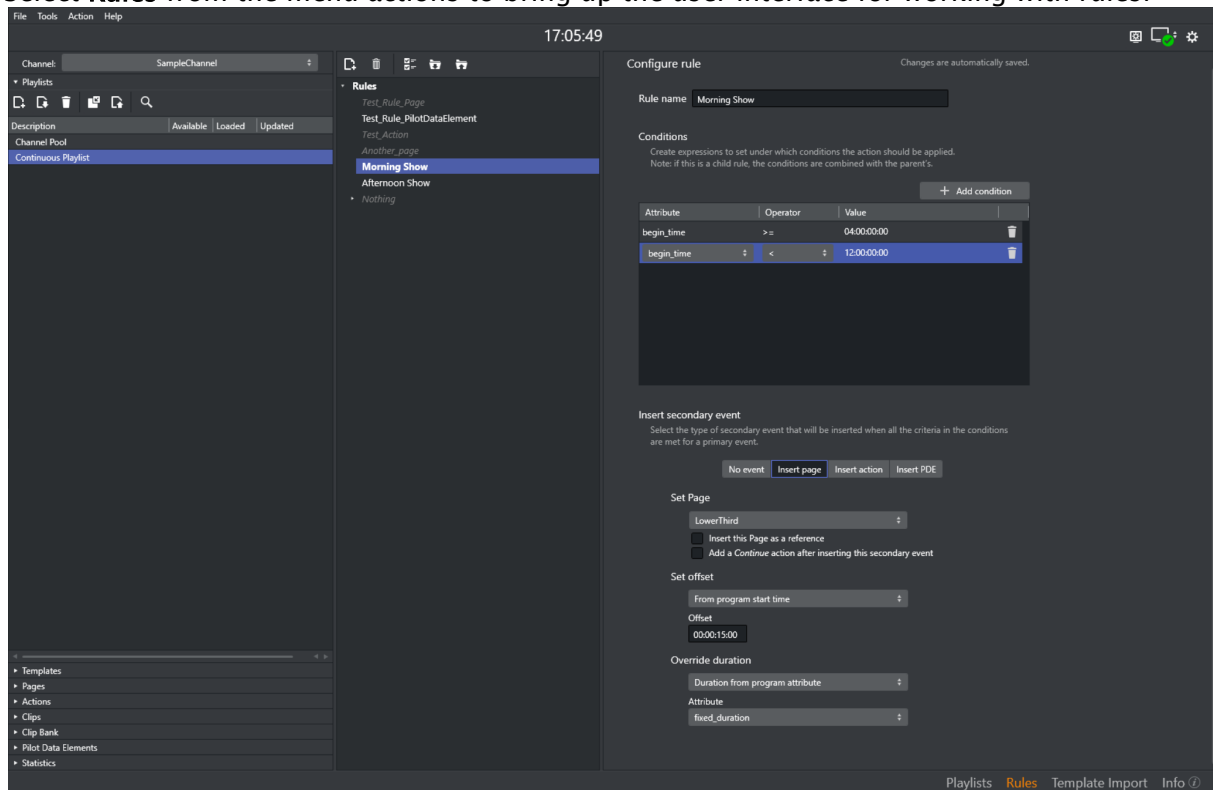 Select Rules from the menu actions to bring up the user interface for working with rules.
File Tools Action Help
17:05:49
Channel: SampleChannel
Playlists
Description Available Loaded Updated
Channel Pool
Continuous Playlist
Templates
Pages
Actions
Clips
Clip Bank
Pilot Data Elements
Statistics
Rules
Test_Rule_Page
Test_Rule_PilotDataElement
Test_Action
Another_page
Morning Show
Afternoon Show
Nothing
Configure rule Changes are automatically saved.
Rule name Morning Show
Conditions
Create expressions to set under which conditions the action should be applied.
Note: if this is a child rule, the conditions are combined with the parent's.
+ Add condition
Attribute Operator Value
begin_time >= 04:00:00:00
begin_time < 12:00:00:00
Insert secondary event
Select the type of secondary event that will be inserted when all the criteria in the conditions
are met for a primary event.
No event Insert page Insert action Insert PDE
Set Page
LowerThird
Insert this Page as a reference
Add a Continue action after inserting this secondary event
Set offset
From program start time
Offset
00:00:15:00
Override duration
Duration from program attribute
Attribute
fixed_duration
Playlists Rules Template Import Info